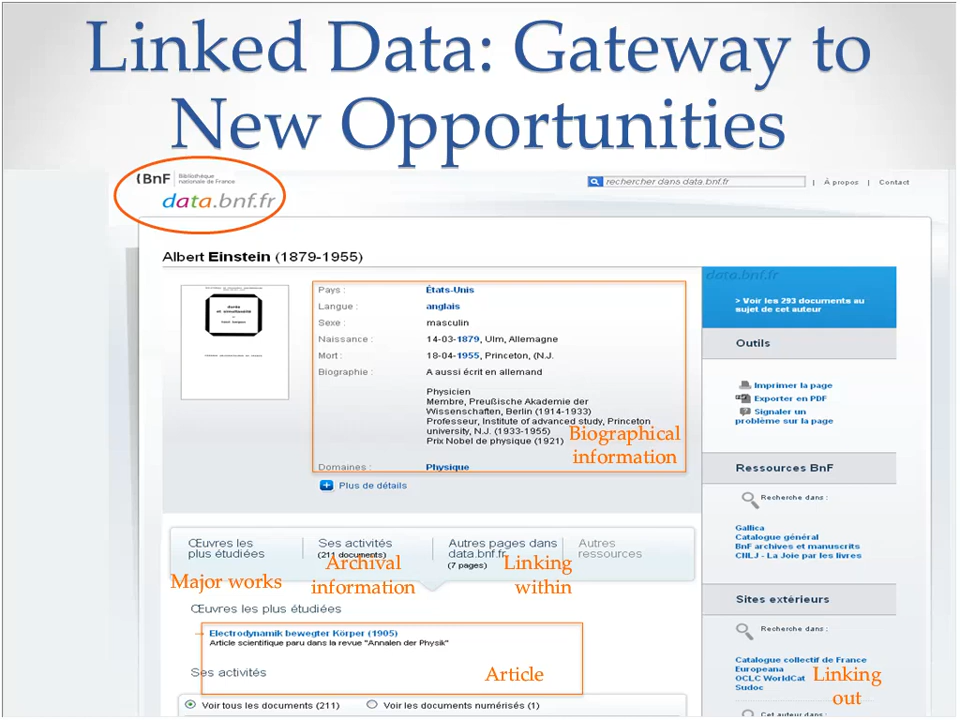 Linked Data: Gateway to
New Opportunities
(BnF Bibliothèque
nationale de France
data.bnf.fr
rechercher dans data.bnf.fr | À propos | Contact
Albert Einstein (1879-1955)
durée
et simultanéité
Pays : États-Unis
Langue : anglais
Sexe : masculin
Naissance : 14-03-1879, Ulm, Allemagne
Mort : 18-04-1955, Princeton, (N.J.
Biographie : A aussi écrit en allemand
Physicien
Membre, Preußische Akademie der
Wissenschaften, Berlin (1914-1933)
Professeur, Institute of advanced study, Princeton
university, N.J. (1933-1955)
Prix Nobel de physique (1921)
Biographical
information
Domaines : Physique
Plus de détails
data.bnf.fr
> Voir les 293 documents au
sujet de cet auteur
Outils
Imprimer la page
Exporter en PDF
Signaler un
problème sur la page
Ressources BnF
Recherche dans :
Gallica
Catalogue général
BnF archives et manuscrits
CNLJ - La Joie par les livres
Sites extérieurs
Recherche dans :
Catalogue collectif de France
Europeana
OCLC WorldCat
Sudoc
Linking
out
Cet auteur dans :
Œuvres les
plus étudiées
Major works
Ses activités
(211 documents)
Archival
information
Autres pages dans
data.bnf.fr
(7 pages)
Linking
within
Autres
ressources
Œuvres les plus étudiées
Electrodynamik bewegter Körper (1905)
Article scientifique paru dans la revue "Annalen der Physik"
Ses activités
Article
Voir tous les documents (211) Voir les documents numérisés (1)